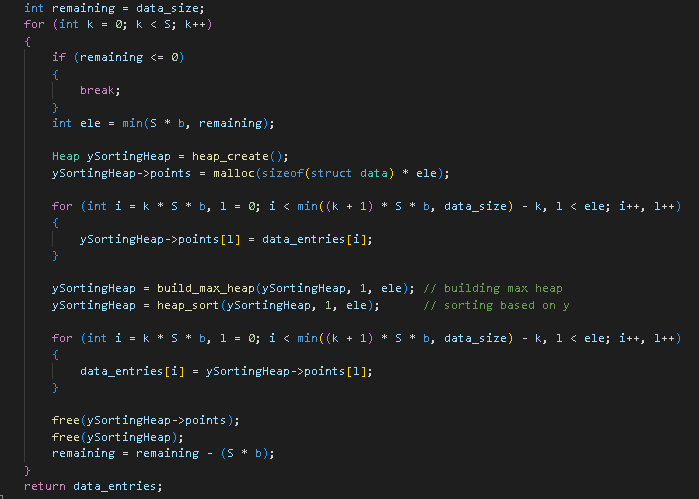 int remaining = data_size;
for (int k = 0; k < S; k++)
{
    if (remaining <= 0)
    {
        break;
    }
    int ele = min(S * b, remaining);

    Heap ySortingHeap = heap_create();
    ySortingHeap->points = malloc(sizeof(struct data) * ele);

    for (int i = k * S * b, l = 0; i < min((k + 1) * S * b, data_size) - k, l < ele; i++, l++)
    {
        ySortingHeap->points[l] = data_entries[i];
    }

    ySortingHeap = build_max_heap(ySortingHeap, 1, ele); // building max heap
    ySortingHeap = heap_sort(ySortingHeap, 1, ele);      // sorting based on y

    for (int i = k * S * b, l = 0; i < min((k + 1) * S * b, data_size) - k, l < ele; i++, l++)
    {
        data_entries[i] = ySortingHeap->points[l];
    }

    free(ySortingHeap->points);
    free(ySortingHeap);
    remaining = remaining - (S * b);
}
return data_entries;